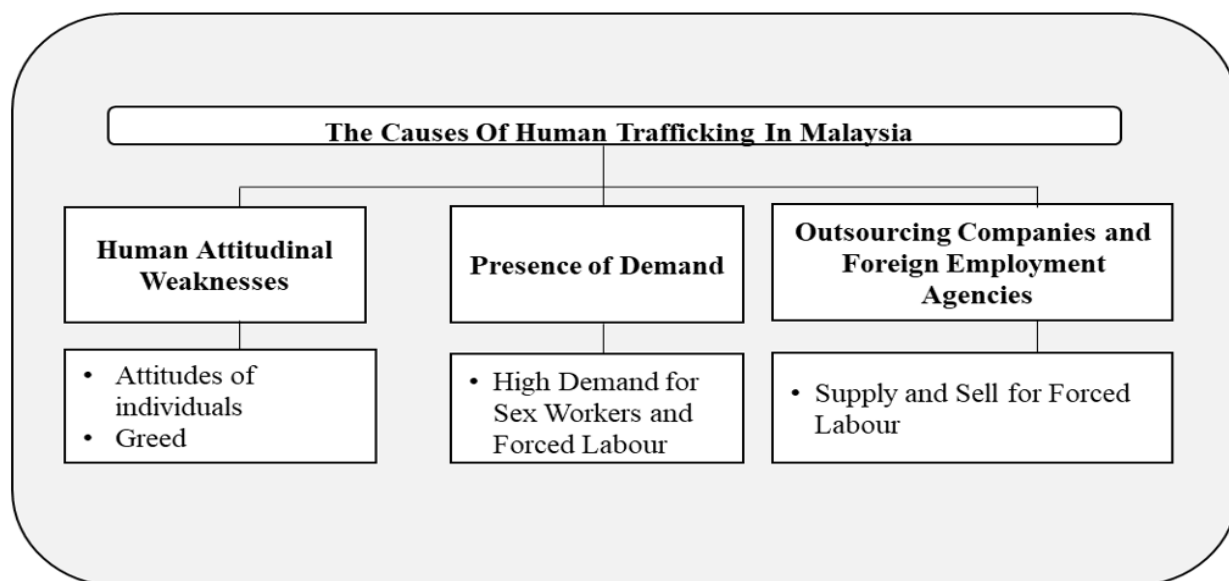 The Causes Of Human Trafficking In Malaysia
Human Attitudinal
Weaknesses
Presence of Demand
Outsourcing Companies and
Foreign Employment
Agencies
• Attitudes of
individuals
• Greed
• High Demand for
Sex Workers and
Forced Labour
• Supply and Sell for Forced
Labour